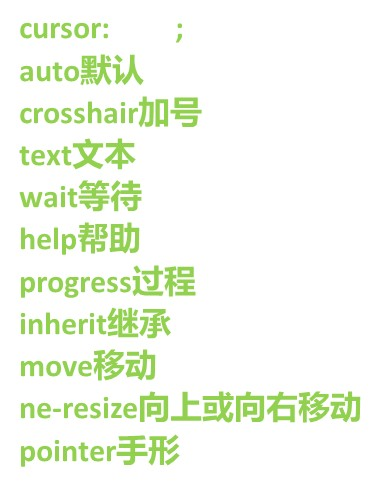 cursor: ;
auto默认
crosshair加号
text文本
wait等待
help帮助
progress过程
inherit继承
move移动
ne-resize向上或向右移动
pointer手形